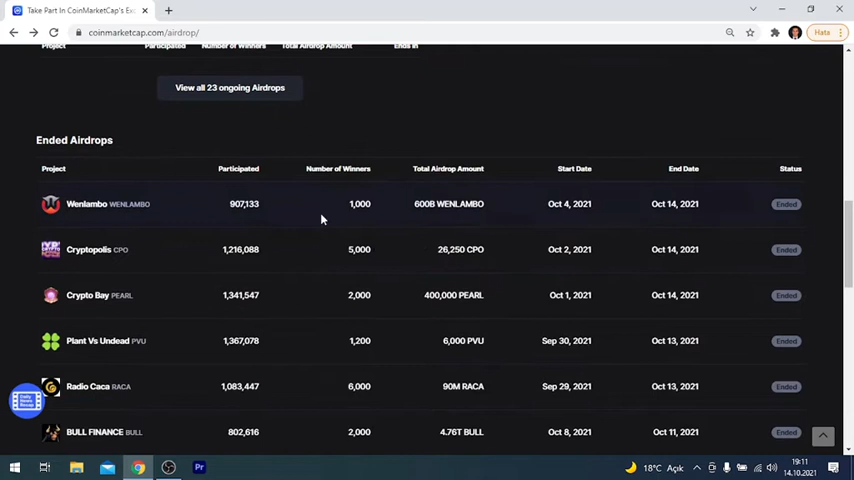 Take Part In CoinMarketCap's Exc
coinmarketcap.com/airdrop/
Hata
Project Participated Number of Winners Total Airdrop Amount Ends in
View all 23 ongoing Airdrops
Ended Airdrops
Project Participated Number of Winners Total Airdrop Amount Start Date End Date Status
Wenlambo WENLAMBO 907,133 1,000 600B WENLAMBO Oct 4, 2021 Oct 14, 2021 Ended
Cryptopolis CPO 1,216,088 5,000 26,250 CPO Oct 2, 2021 Oct 14, 2021 Ended
Crypto Bay PEARL 1,341,547 2,000 400,000 PEARL Oct 1, 2021 Oct 14, 2021 Ended
Plant Vs Undead PVU 1,367,078 1,200 6,000 PVU Sep 30, 2021 Oct 13, 2021 Ended
Radio Caca RACA 1,083,447 6,000 90M RACA Sep 29, 2021 Oct 13, 2021 Ended
Daily News Recap
BULL FINANCE BULL 802,616 2,000 4.76T BULL Oct 8, 2021 Oct 11, 2021 Ended
Pr
18°C Açık
19:11
14.10.2021